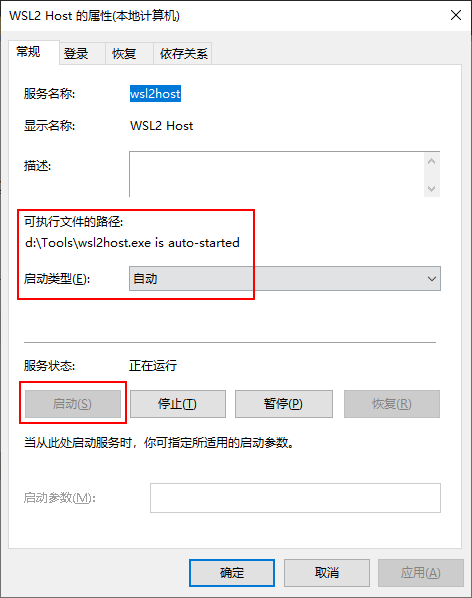 WSL2 Host 的属性(本地计算机)
常规 登录 恢复 依存关系
服务名称: wsl2host
显示名称: WSL2 Host
描述:
可执行文件的路径:
d:\Tools\wsl2host.exe is auto-started
启动类型(E): 自动
服务状态: 正在运行
启动(S) 停止(T) 暂停(P) 恢复(R)
当从此处启动服务时，你可指定所适用的启动参数。
启动参数(M):
确定 取消 应用(A)